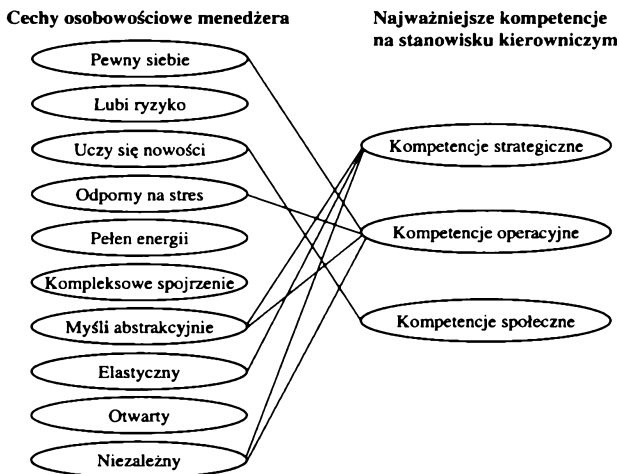 Cechy osobowościowe menedżera
Najważniejsze kompetencje
na stanowisku kierowniczym
Pewny siebie
Lubi ryzyko
Uczy się nowości
Odporny na stres
Pełen energii
Kompleksowe spojrzenie
Myśli abstrakcyjnie
Elastyczny
Otwarty
Niezależny
Kompetencje strategiczne
Kompetencje operacyjne
Kompetencje społeczne